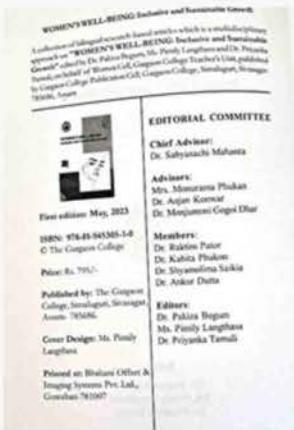 WOMEN'S WELL-BEING: Inclusive and Sustainable Growth
A collection of bilingual research based articles which is a multidisciplinary
approach on "WOMEN'S WELL-BEING: Inclusive and Sustainable
Growth" edited by Dr. Pakiza Begum, Ms. Pimily Langthasa and Dr. Priyanka
Tamuli, on behalf of Women Cell, Gargaon College Teacher's Unit, published
by Gargaon College Publication Cell, Gargaon College, Simaluguri, Sivasagar,
785686, Assam
First edition: May, 2023
ISBN: 978-81-945305-1-0
© The Gargaon College
Price: Rs. 795/-
Published by: The Gargaon
College, Simaluguri, Sivasagar,
Assam- 785686.
Cover Design: Ms. Pimily
Langthasa
Printed at: Bhabani Offset &
Imaging Systems Pvt. Ltd.,
Guwahati-781007
EDITORIAL COMMITTEE
Chief Advisor:
Dr. Sabyasachi Mahanta
Advisors:
Mrs. Monurama Phukan
Dr. Anjan Konwar
Dr. Monjumoni Gogoi Dhar
Members:
Dr. Raktim Pator
Dr. Kabita Phukon
Dr. Shyamolima Saikia
Dr. Ankur Dutta
Editors:
Dr. Pakiza Begum
Ms. Pimily Langthasa
Dr. Priyanka Tamuli